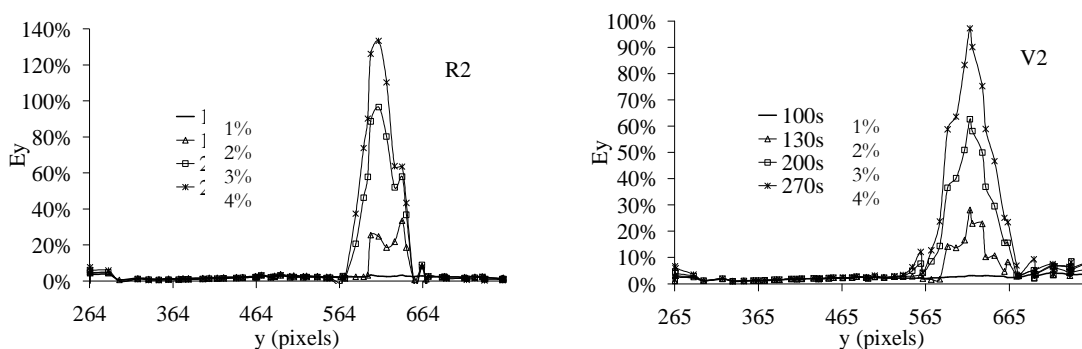 140%
120%
100%
80%
60%
40%
20%
0%
Ey
R2
1%
2%
3%
4%
264 364 464 564 664
y (pixels)
100%
90%
80%
70%
60%
50%
40%
30%
20%
10%
0%
Ey
V2
100s 1%
130s 2%
200s 3%
270s 4%
265 365 465 565 665
y (pixels)